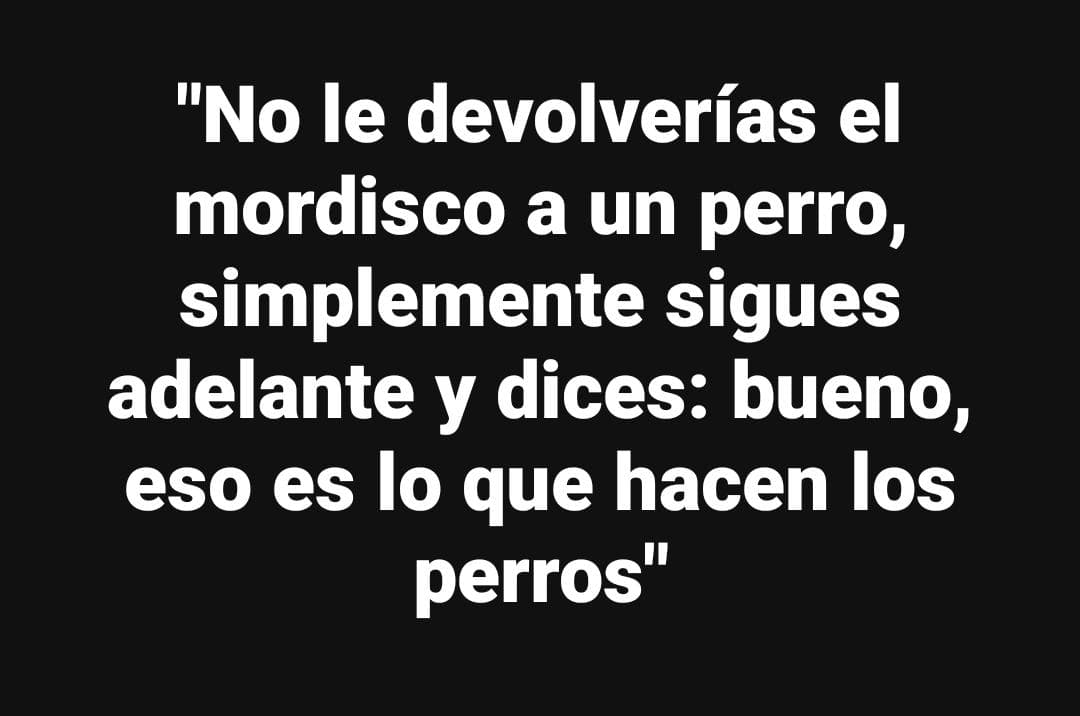 "No le devolverías el
mordisco a un perro,
simplemente sigues
adelante y dices: bueno,
eso es lo que hacen los
perros"